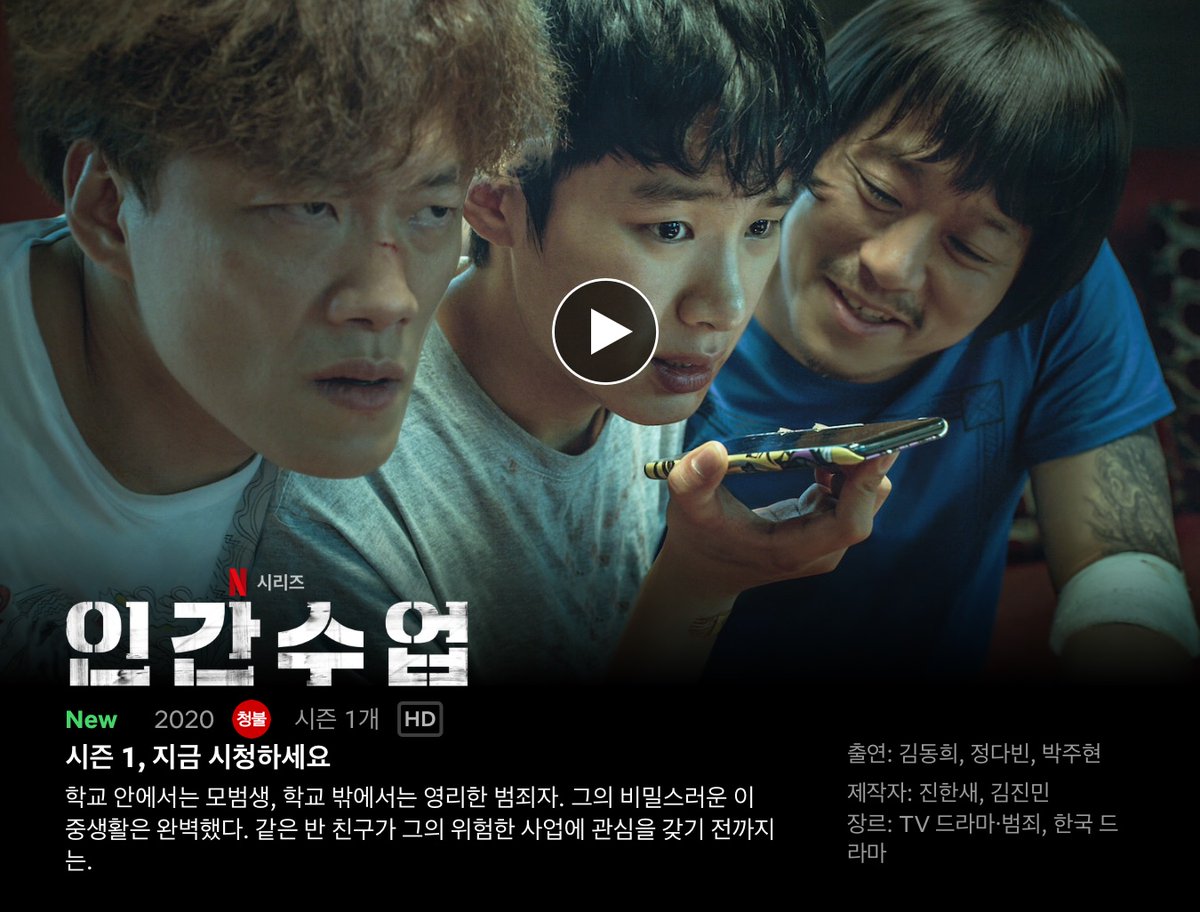 N 시리즈
인간수업
New 2020 청불 시즌 1개 HD
시즌 1, 지금 시청하세요
학교 안에서는 모범생, 학교 밖에서는 영리한 범죄자. 그의 비밀스러운 이
중생활은 완벽했다. 같은 반 친구가 그의 위험한 사업에 관심을 갖기 전까지
는.
출연: 김동희, 정다빈, 박주현
제작자: 진한새, 김진민
장르: TV 드라마·범죄, 한국 드
라마